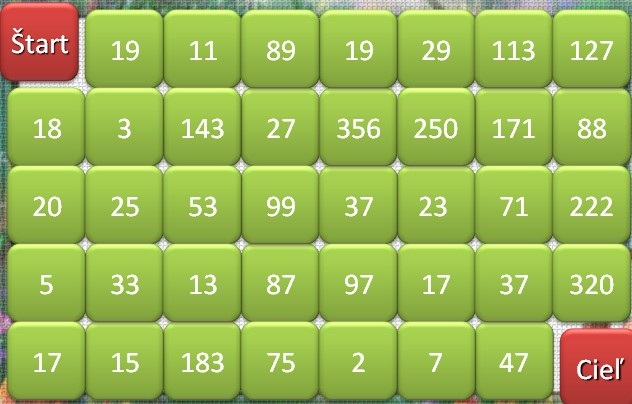 Štart 19 11 89 19 29 113 127
18 3 143 27 356 250 171 88
20 25 53 99 37 23 71 222
5 33 13 87 97 17 37 320
17 15 183 75 2 7 47 Cieľ